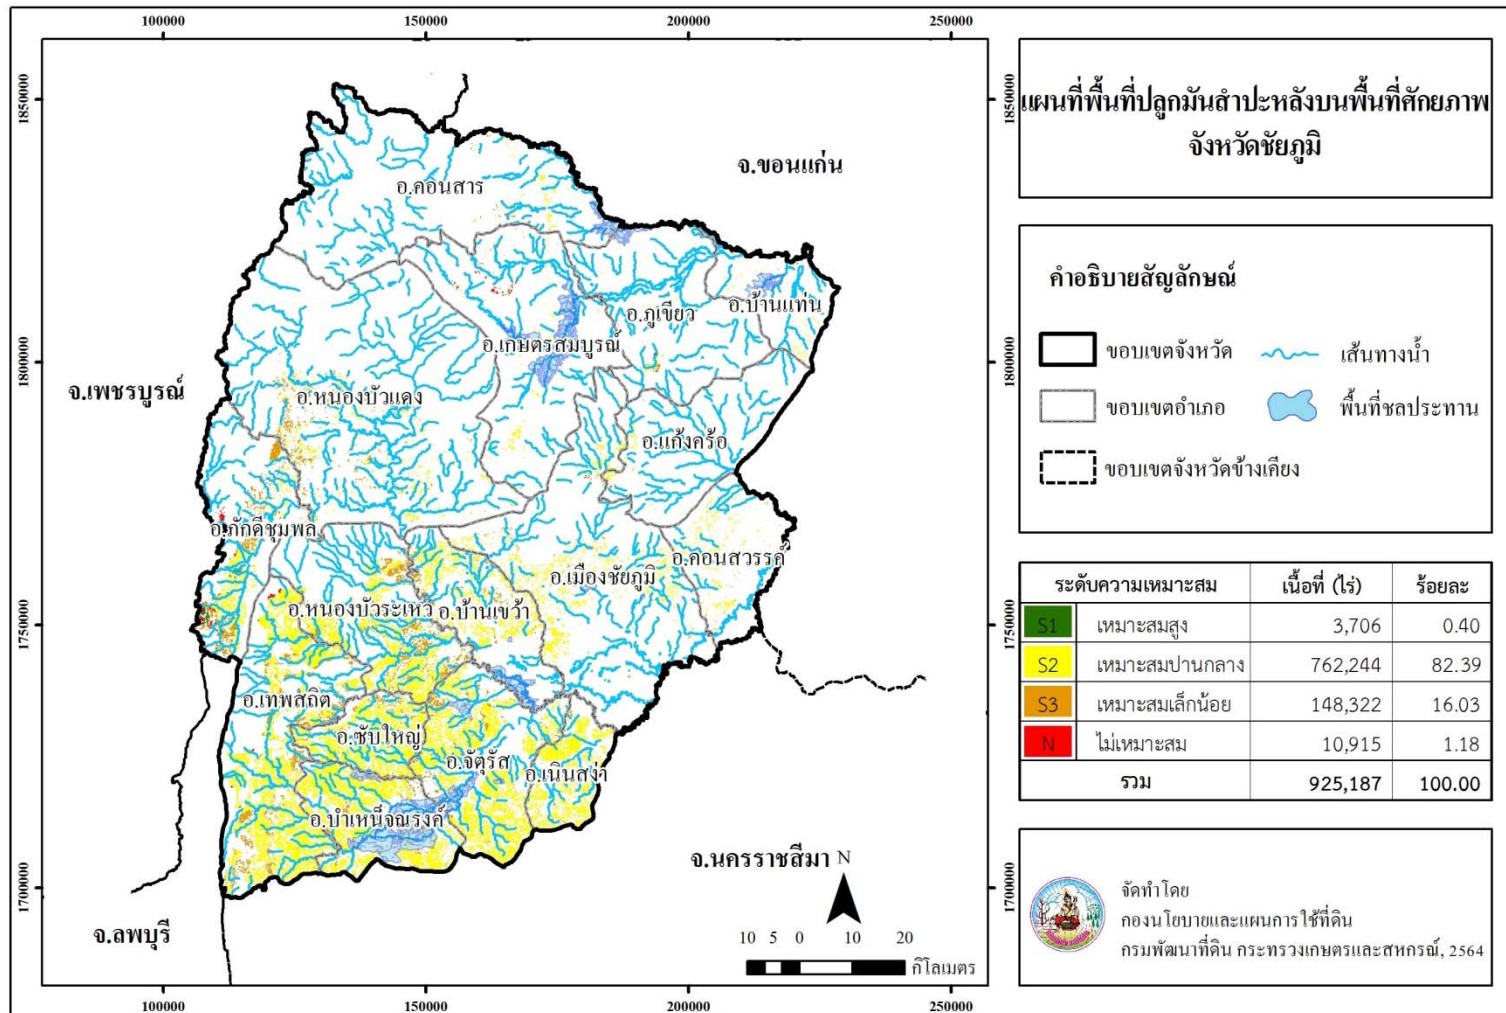 100000 150000 200000 250000
1850000
1800000
1750000
1700000
1850000
1800000
1750000
1700000
จ.ขอนแก่น
อ.คอนสาร
อ.ภูเขียว
อ.บ้านแท่น
อ.เกษตรสมบูรณ์
จ.เพชรบูรณ์
อ.หนองบัวแดง
อ.แก้งคร้อ
อ.ภักดีชุมพล
อ.คอนสวรรค์
อ.เมืองชัยภูมิ
อ.หนองบัวระเหว
อ.บ้านเขว้า
อ.เทพสถิต
อ.ซับใหญ่
อ.จัตุรัส
อ.เนินสง่า
อ.บำเหน็จณรงค์
จ.นครราชสีมา
N
จ.ลพบุรี
10 5 0 10 20
กิโลเมตร
100000 150000 200000 250000
แผนที่พื้นที่ปลูกมันสำปะหลังบนพื้นที่ศักยภาพ
จังหวัดชัยภูมิ
คำอธิบายสัญลักษณ์
ขอบเขตจังหวัด เส้นทางน้ำ
ขอบเขตอำเภอ พื้นที่ชลประทาน
ขอบเขตจังหวัดข้างเคียง
ระดับความเหมาะสม เนื้อที่ (ไร่) ร้อยละ
S1 เหมาะสมสูง 3,706 0.40
S2 เหมาะสมปานกลาง 762,244 82.39
S3 เหมาะสมเล็กน้อย 148,322 16.03
N ไม่เหมาะสม 10,915 1.18
รวม 925,187 100.00
จัดทำโดย
กองนโยบายและแผนการใช้ที่ดิน
กรมพัฒนาที่ดิน กระทรวงเกษตรและสหกรณ์, 2564